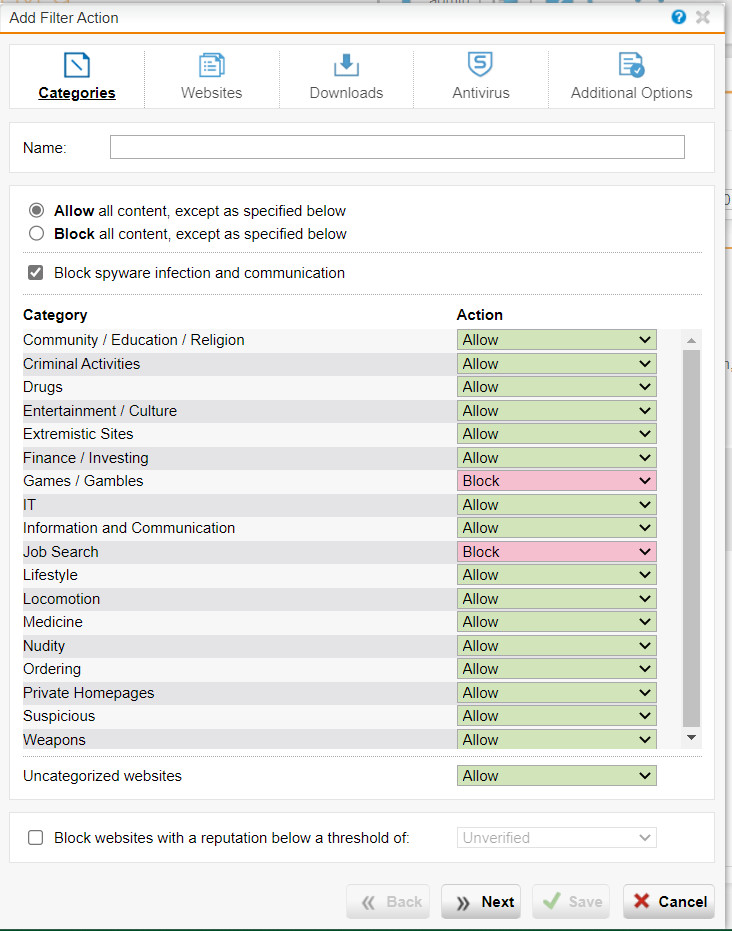 Add Filter Action
Categories
Websites
Downloads
Antivirus
Additional Options
Name:
Allow all content, except as specified below
Block all content, except as specified below
Block spyware infection and communication
Category Action
Community / Education / Religion Allow
Criminal Activities Allow
Drugs Allow
Entertainment / Culture Allow
Extremistic Sites Allow
Finance / Investing Allow
Games / Gambles Block
IT Allow
Information and Communication Allow
Job Search Block
Lifestyle Allow
Locomotion Allow
Medicine Allow
Nudity Allow
Ordering Allow
Private Homepages Allow
Suspicious Allow
Weapons Allow
Uncategorized websites Allow
Block websites with a reputation below a threshold of: Unverified
Back Next Save Cancel